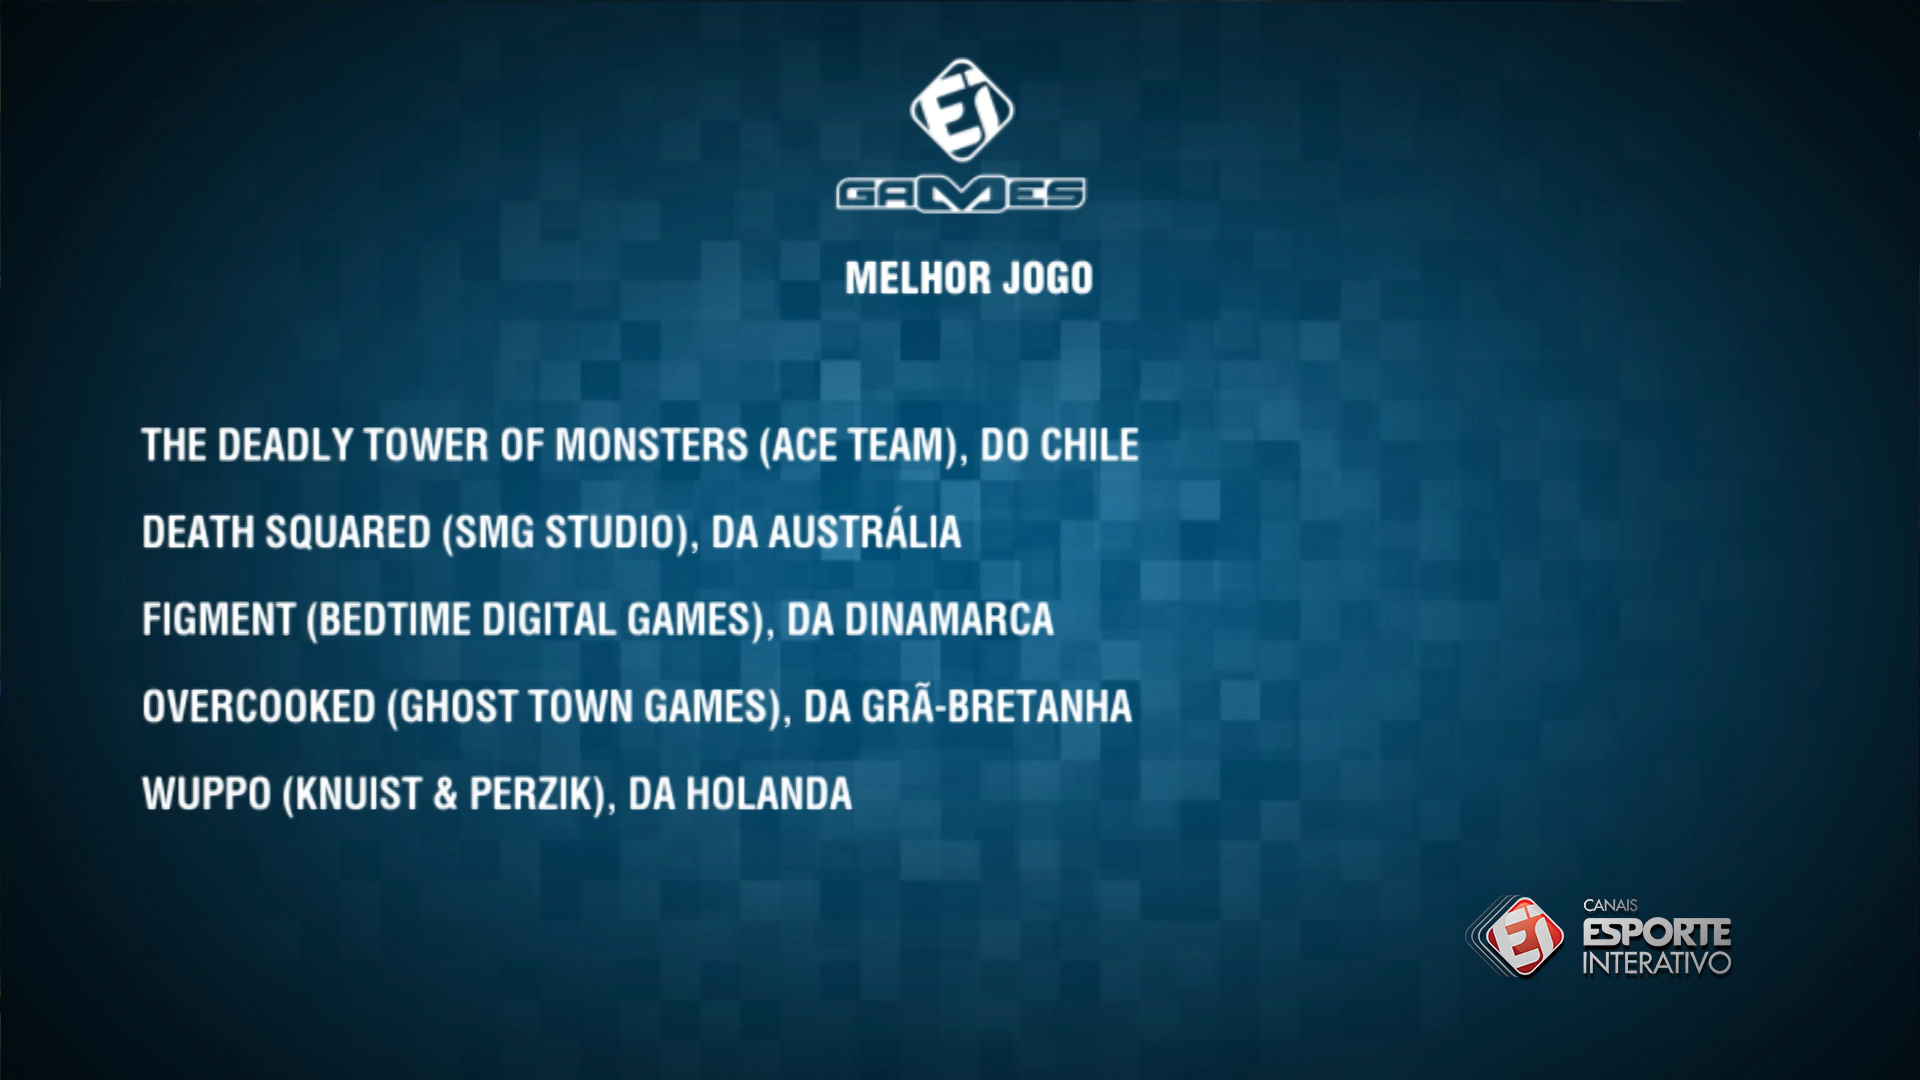 Ei
GAMES
MELHOR JOGO
THE DEADLY TOWER OF MONSTERS (ACE TEAM), DO CHILE
DEATH SQUARED (SMG STUDIO), DA AUSTRÁLIA
FIGMENT (BEDTIME DIGITAL GAMES), DA DINAMARCA
OVERCOOKED (GHOST TOWN GAMES), DA GRÃ-BRETANHA
WUPPO (KNUIST & PERZIK), DA HOLANDA
Ei
CANAIS
ESPORTE
INTERATIVO